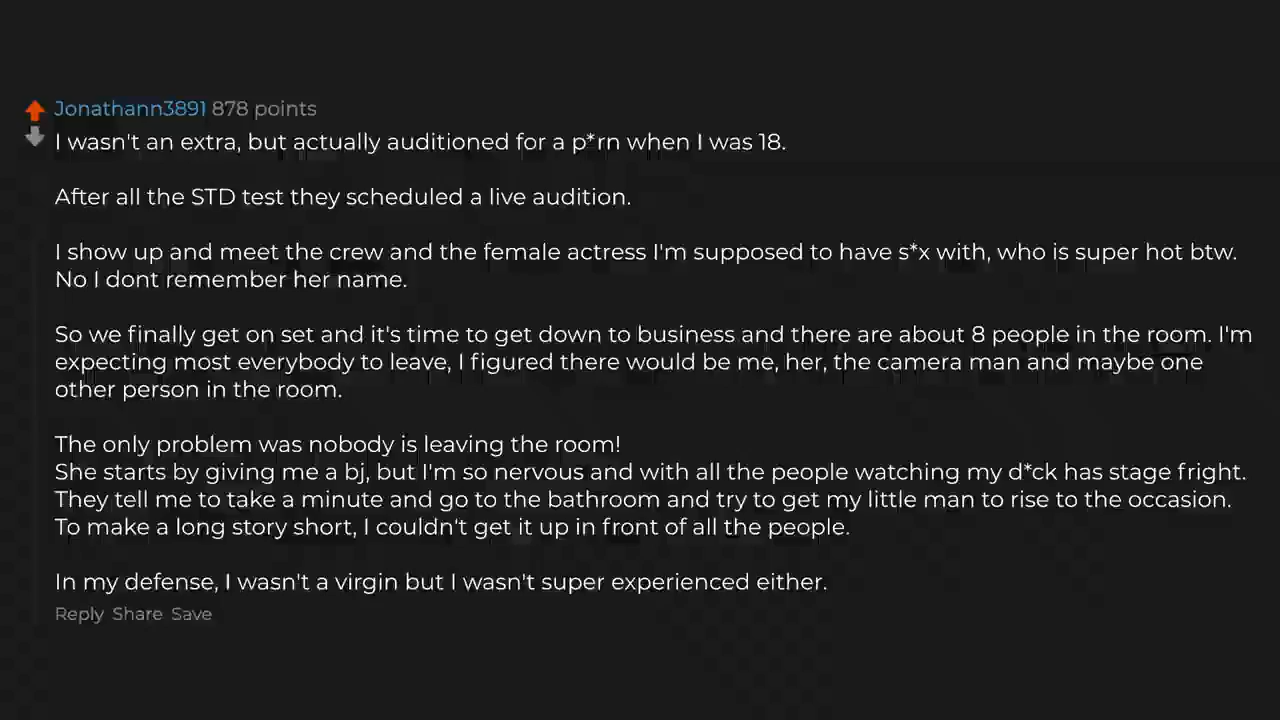 Jonathann3891 878 points
I wasn't an extra, but actually auditioned for a p*rn when I was 18.
After all the STD test they scheduled a live audition.
I show up and meet the crew and the female actress I'm supposed to have s*x with, who is super hot btw.
No I dont remember her name.
So we finally get on set and it's time to get down to business and there are about 8 people in the room. I'm
expecting most everybody to leave, I figured there would be me, her, the camera man and maybe one
other person in the room.
The only problem was nobody is leaving the room!
She starts by giving me a bj, but I'm so nervous and with all the people watching my d*ck has stage fright.
They tell me to take a minute and go to the bathroom and try to get my little man to rise to the occasion.
To make a long story short, I couldn't get it up in front of all the people.
In my defense, I wasn't a virgin but I wasn't super experienced either.
Reply Share Save